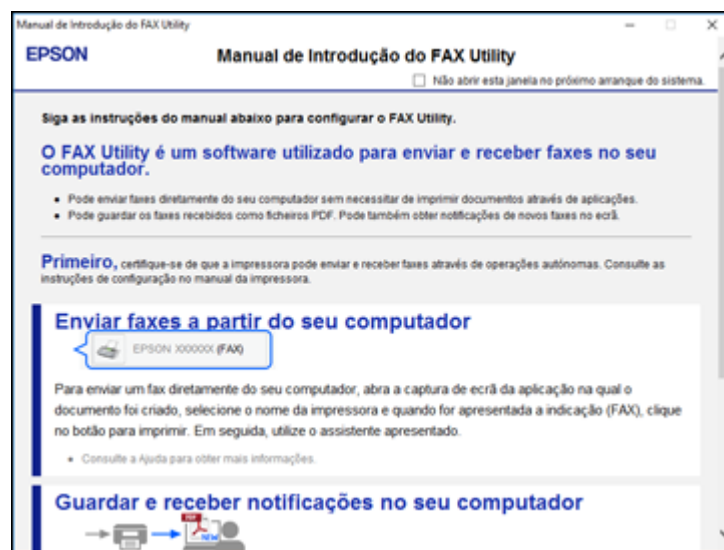 Manual de Introdução do FAX Utility
EPSON
Manual de Introdução do FAX Utility
Não abrir esta janela no próximo arranque do sistema.
Siga as instruções do manual abaixo para configurar o FAX Utility.
O FAX Utility é um software utilizado para enviar e receber faxes no seu
computador.
• Pode enviar faxes diretamente do seu computador sem necessitar de imprimir documentos através de aplicações.
• Pode guardar os faxes recebidos como ficheiros PDF. Pode também obter notificações de novos faxes no ecrã.
Primeiro, certifique-se de que a impressora pode enviar e receber faxes através de operações autónomas. Consulte as
instruções de configuração no manual da impressora.
Enviar faxes a partir do seu computador
EPSON XXXXXX (FAX)
Para enviar um fax diretamente do seu computador, abra a captura de ecrã da aplicação na qual o
documento foi criado, selecione o nome da impressora e quando for apresentada a indicação (FAX), clique
no botão para imprimir. Em seguida, utilize o assistente apresentado.
• Consulte a Ajuda para obter mais informações.
Guardar e receber notificações no seu computador
PDF
NEW